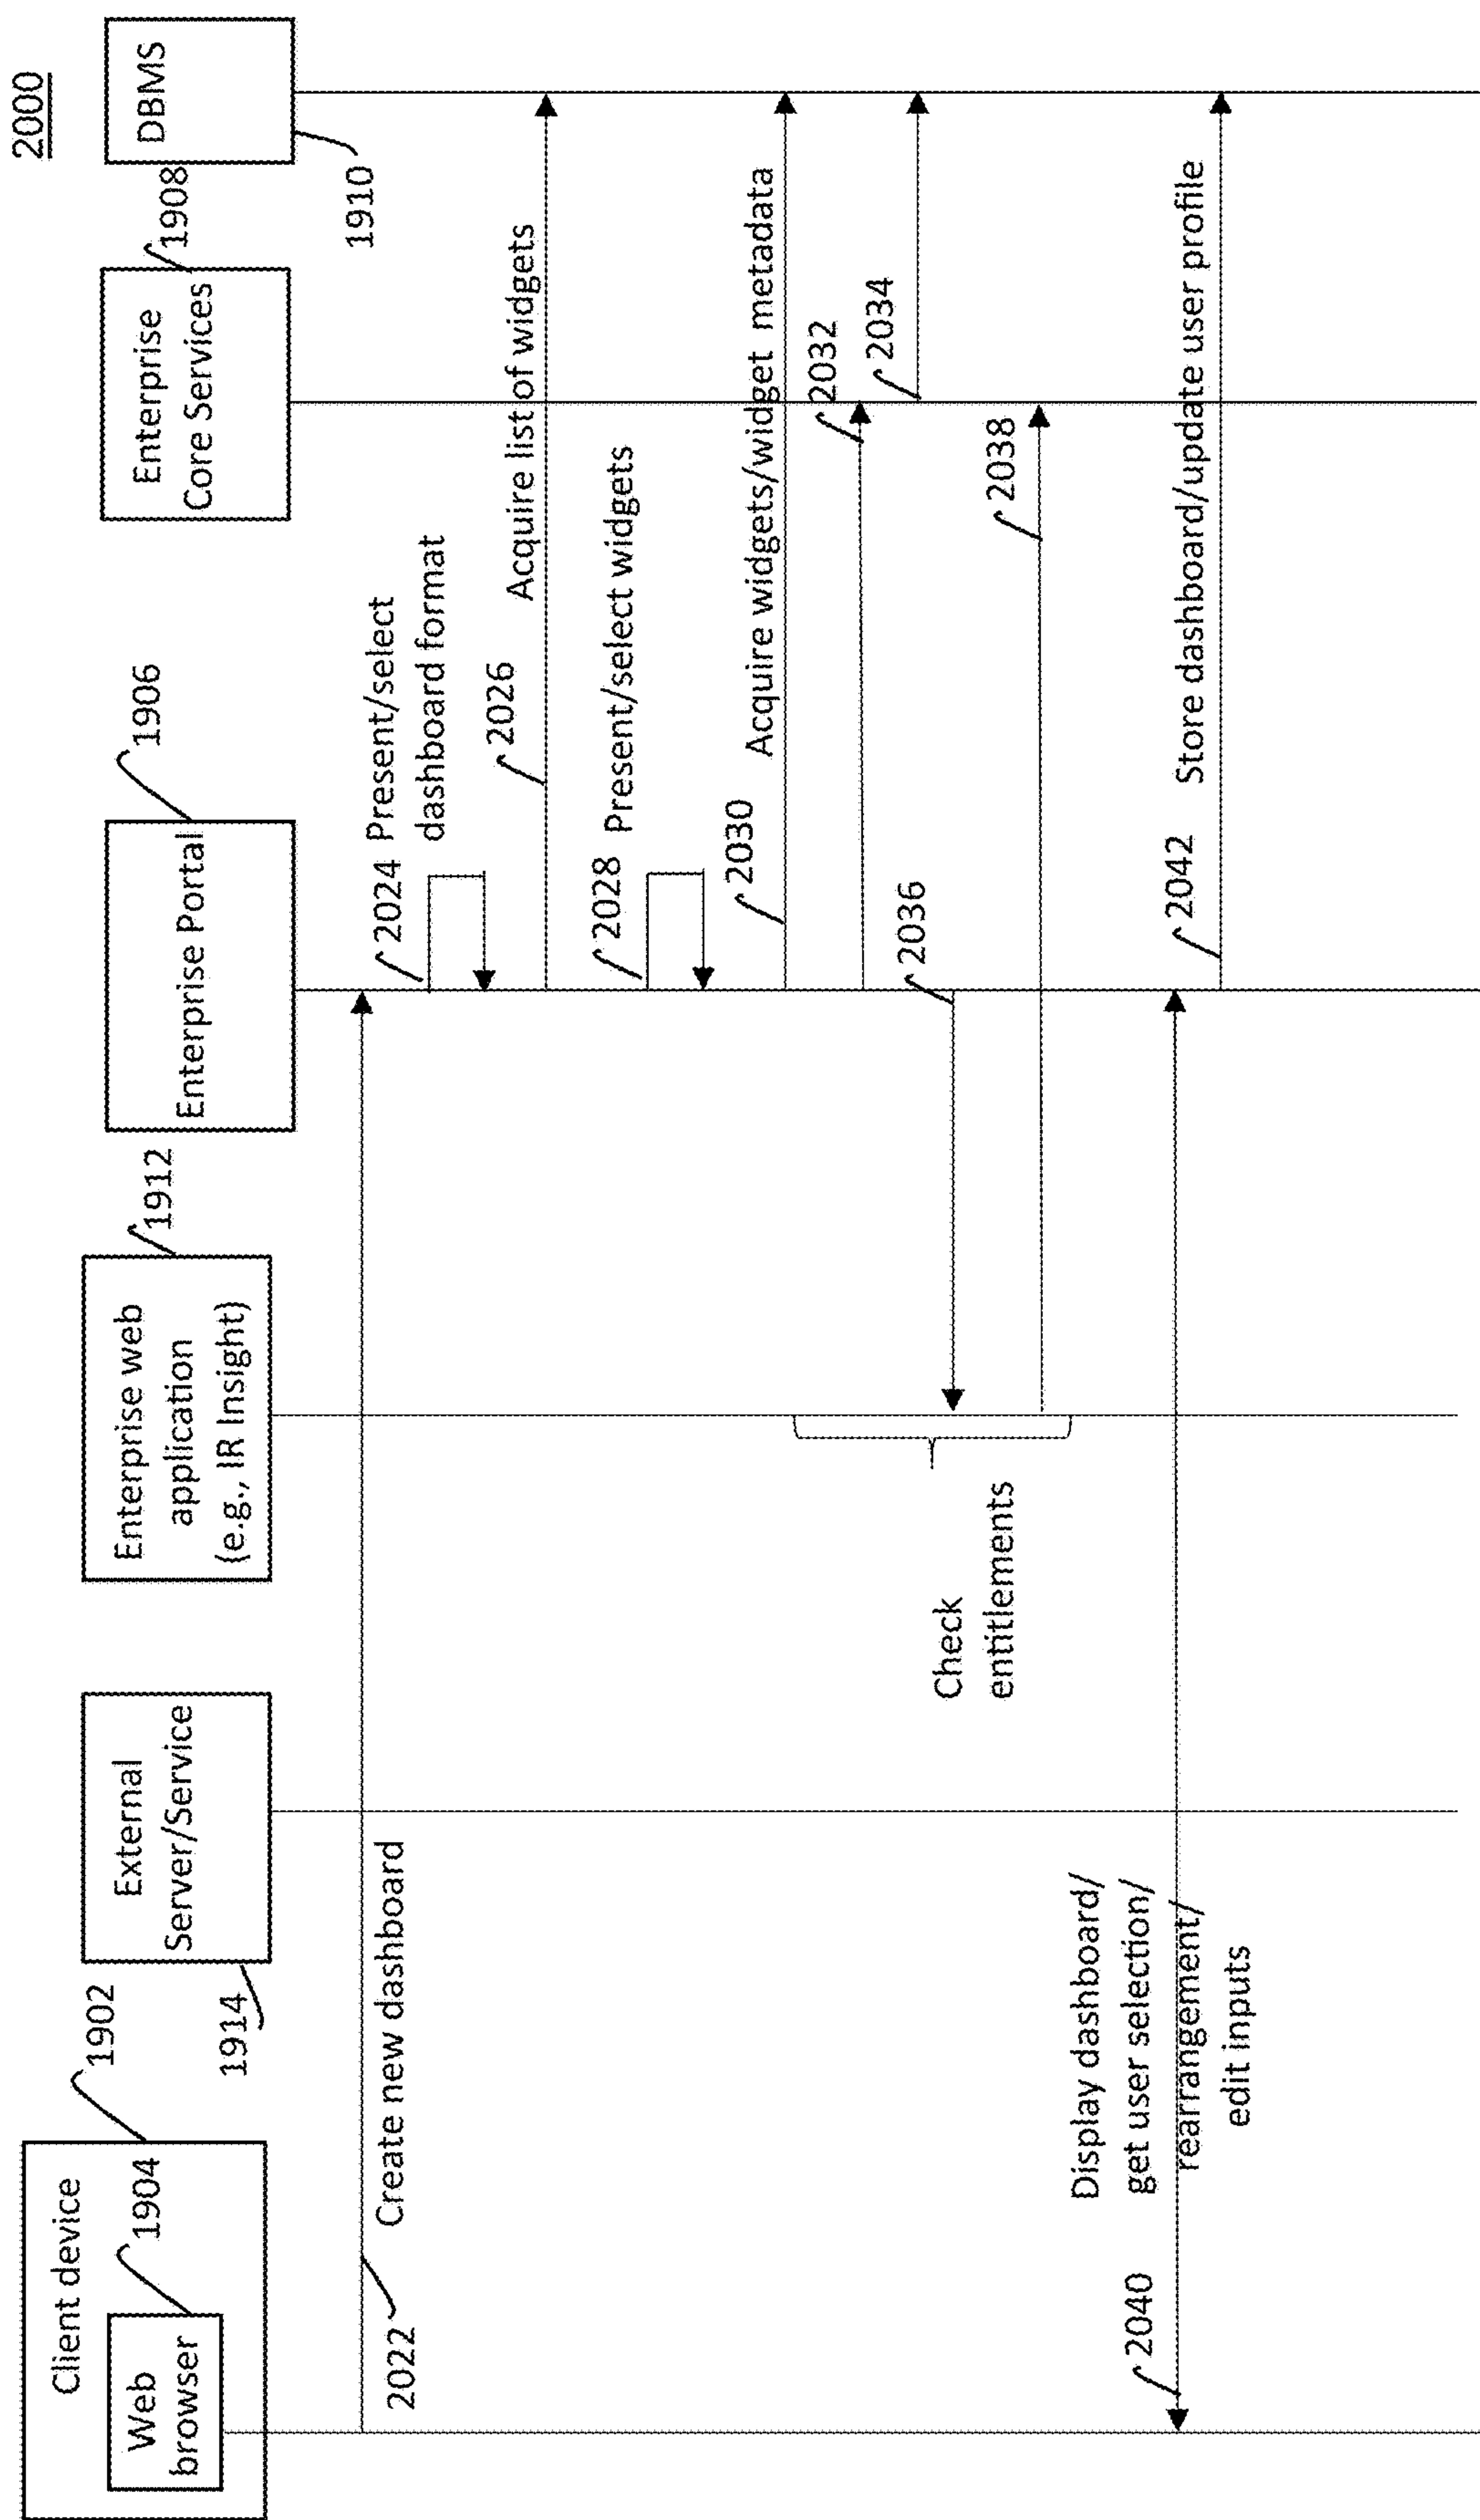 2000
Client device
1902
Web
browser
1904
External
Server/Service
1914
Enterprise web
application
(e.g., IR Insight)
1912
Enterprise Portal
1906
Enterprise
Core Services
1908
DBMS
1910
2022
Create new dashboard
2024 Present/select
dashboard format
2026
Acquire list of widgets
2028 Present/select widgets
2030
Acquire widgets/widget metadata
2032
2034
2036
2038
Check
entitlements
2040
Display dashboard/
get user selection/
rearrangement/
edit inputs
2042
Store dashboard/update user profile